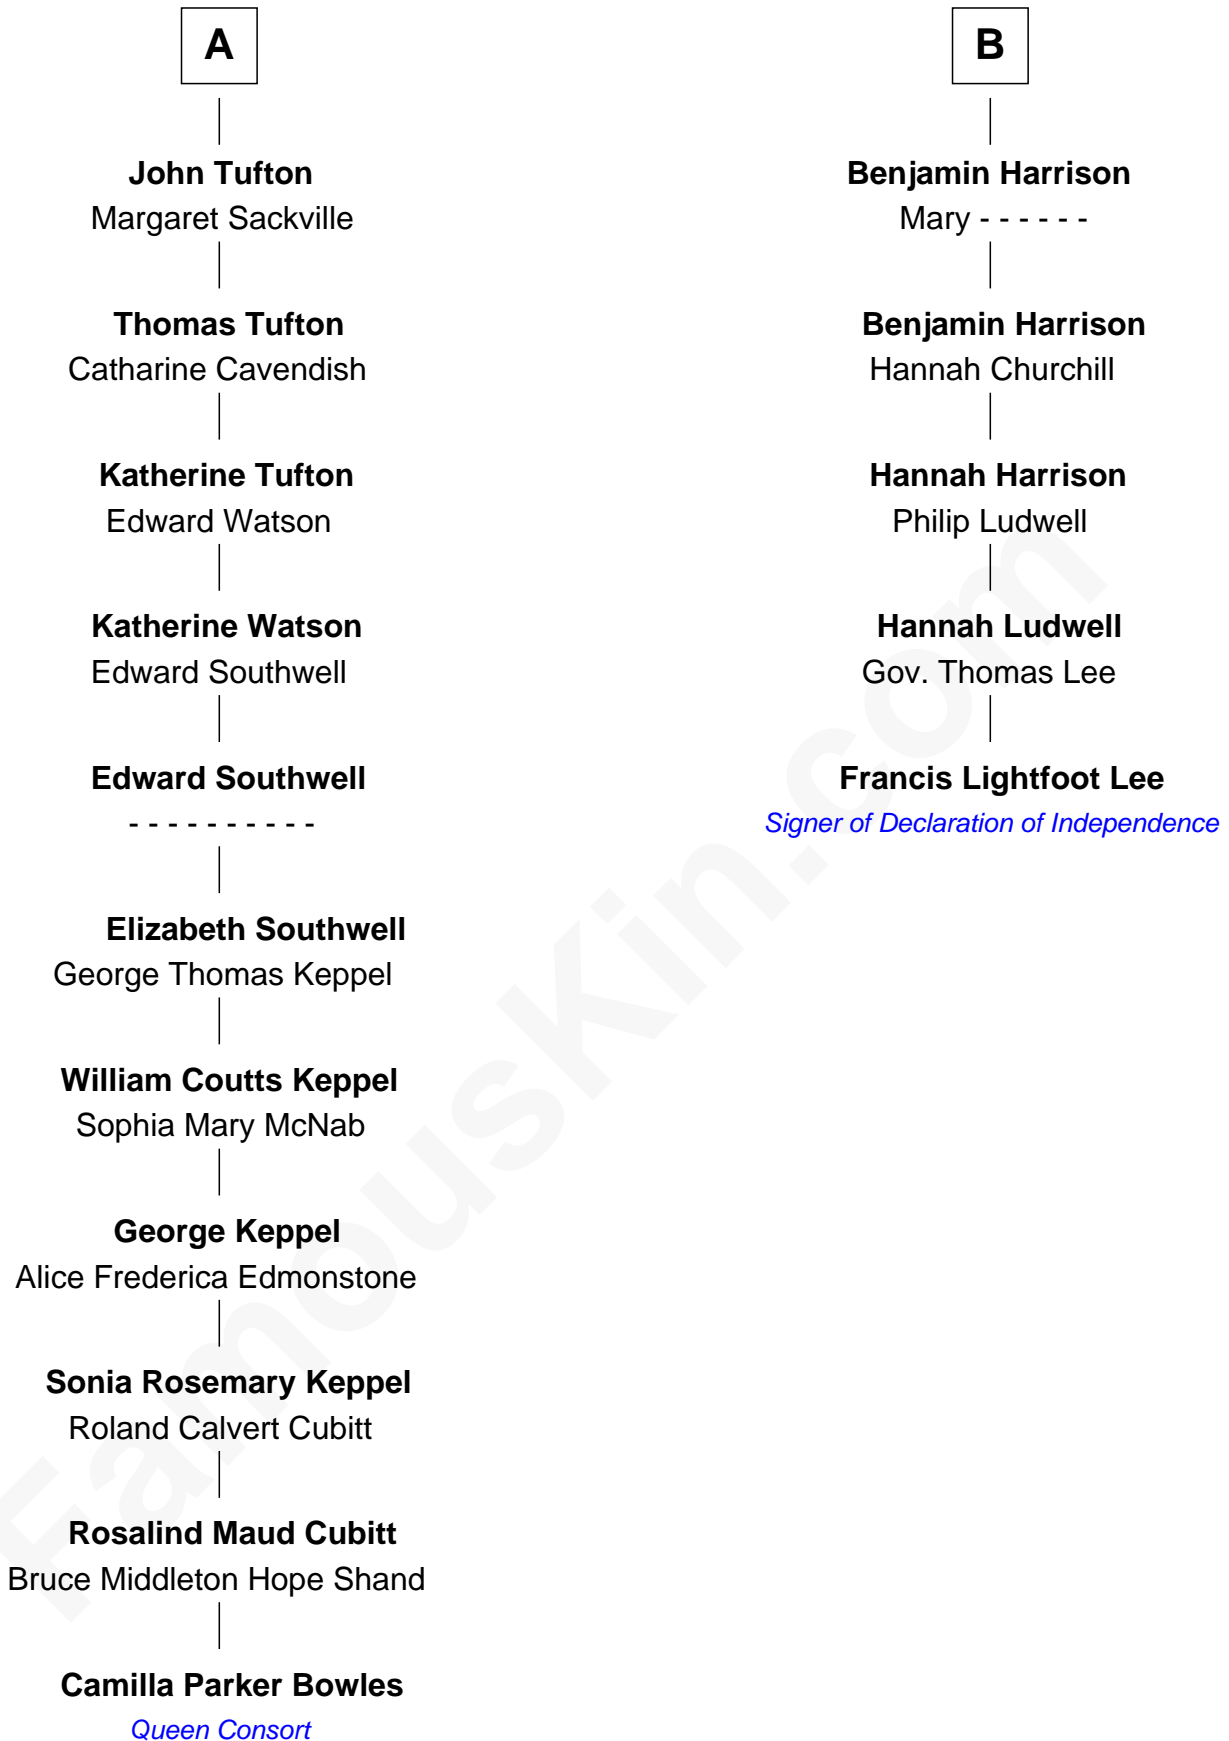 A
John Tufton
Margaret Sackville
Thomas Tufton
Catharine Cavendish
Katherine Tufton
Edward Watson
Katherine Watson
Edward Southwell
Edward Southwell
- - - - - - - - - -
Elizabeth Southwell
George Thomas Keppel
William Coutts Keppel
Sophia Mary McNab
George Keppel
Alice Frederica Edmonstone
Sonia Rosemary Keppel
Roland Calvert Cubitt
Rosalind Maud Cubitt
Bruce Middleton Hope Shand
Camilla Parker Bowles
Queen Consort
B
Benjamin Harrison
Mary - - - - - -
Benjamin Harrison
Hannah Churchill
Hannah Harrison
Philip Ludwell
Hannah Ludwell
Gov. Thomas Lee
Francis Lightfoot Lee
Signer of Declaration of Independence
FamousKin.com